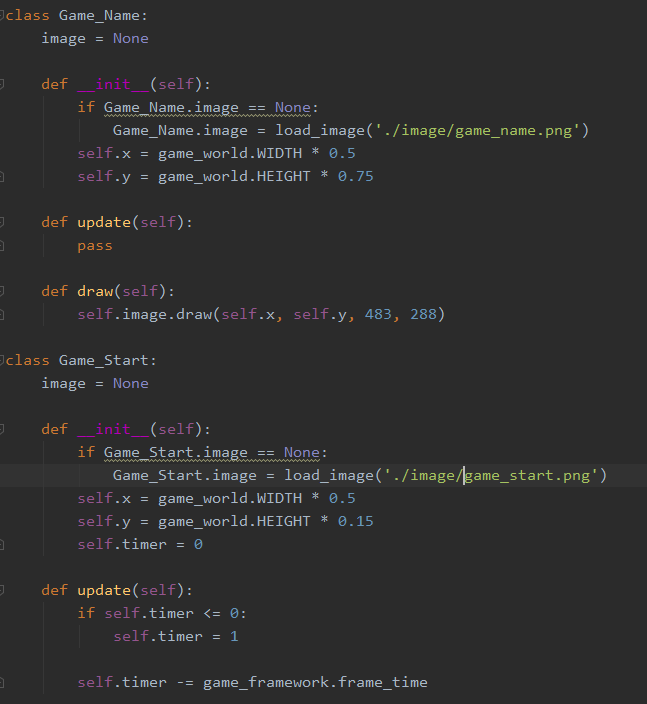 class Game_Name:
    image = None

    def __init__(self):
        if Game_Name.image == None:
            Game_Name.image = load_image('./image/game_name.png')
        self.x = game_world.WIDTH * 0.5
        self.y = game_world.HEIGHT * 0.75

    def update(self):
        pass

    def draw(self):
        self.image.draw(self.x, self.y, 483, 288)

class Game_Start:
    image = None

    def __init__(self):
        if Game_Start.image == None:
            Game_Start.image = load_image('./image/game_start.png')
        self.x = game_world.WIDTH * 0.5
        self.y = game_world.HEIGHT * 0.15
        self.timer = 0

    def update(self):
        if self.timer <= 0:
            self.timer = 1

        self.timer -= game_framework.frame_time